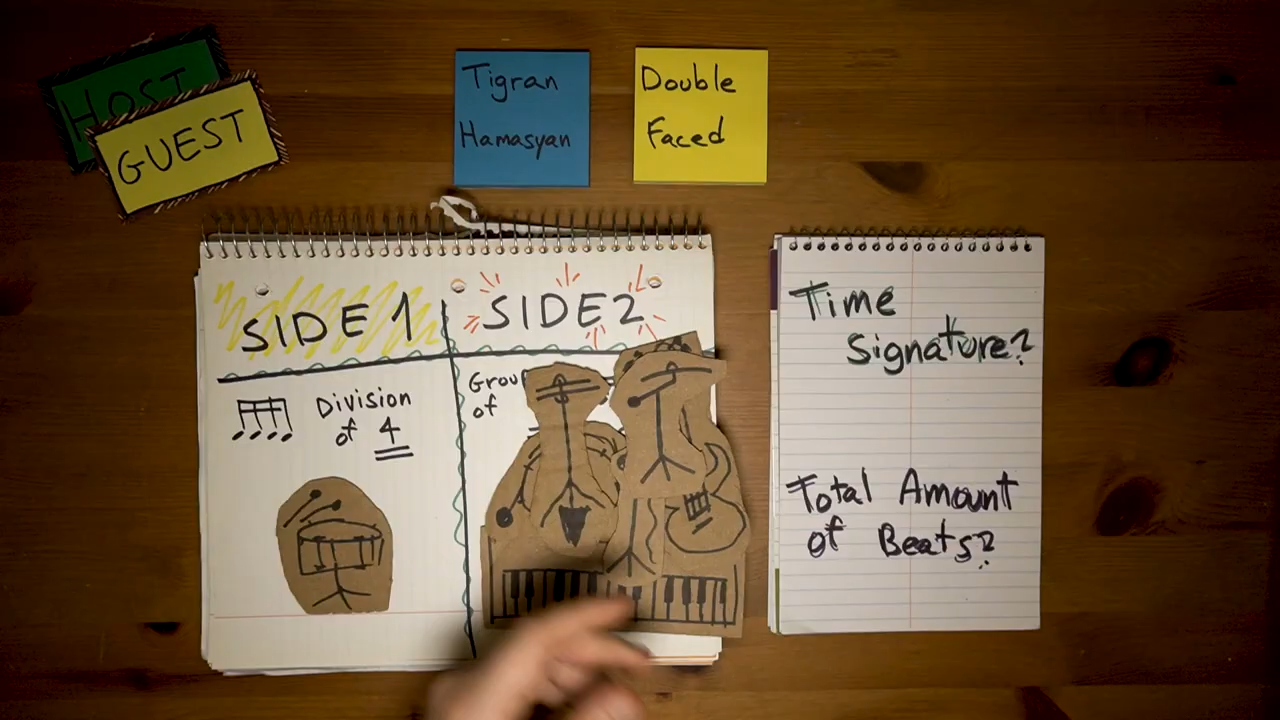 HOST
GUEST
Tigran
Hamasyan
Double
Faced
SIDE 1
SIDE 2
Division
of 4
of
Time
Signature?
Total Amount
of Beats?